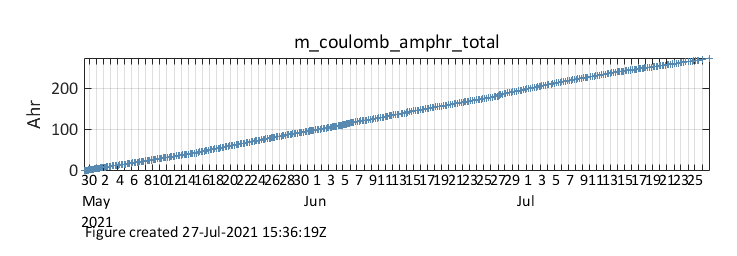 m_coulomb_amphr_total
Ahr
200
100
0
30 2 4 6 8 10 12 14 16 18 20 22 24 26 28 30 1 3 5 7 9 11 13 15 17 19 21 23 25 27 29 1 3 5 7 9 11 13 15 17 19 21 23 25
May Jun Jul
2021
Figure created 27-Jul-2021 15:36:19Z